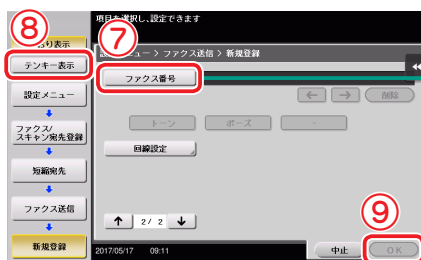 ⑧
⑦
項目を選択し、設定できます
り表示
テンキー表示
ュー > ファクス送信 > 新規登録
ファクス番号
← → 削除
設定メニュー
トーン ポーズ -
ファクス/
スキャン宛先登録
回線設定
短縮宛先
ファクス送信
↑ 2/ 2 ↓
⑨
新規登録
2017/05/17 09:11
中止 OK